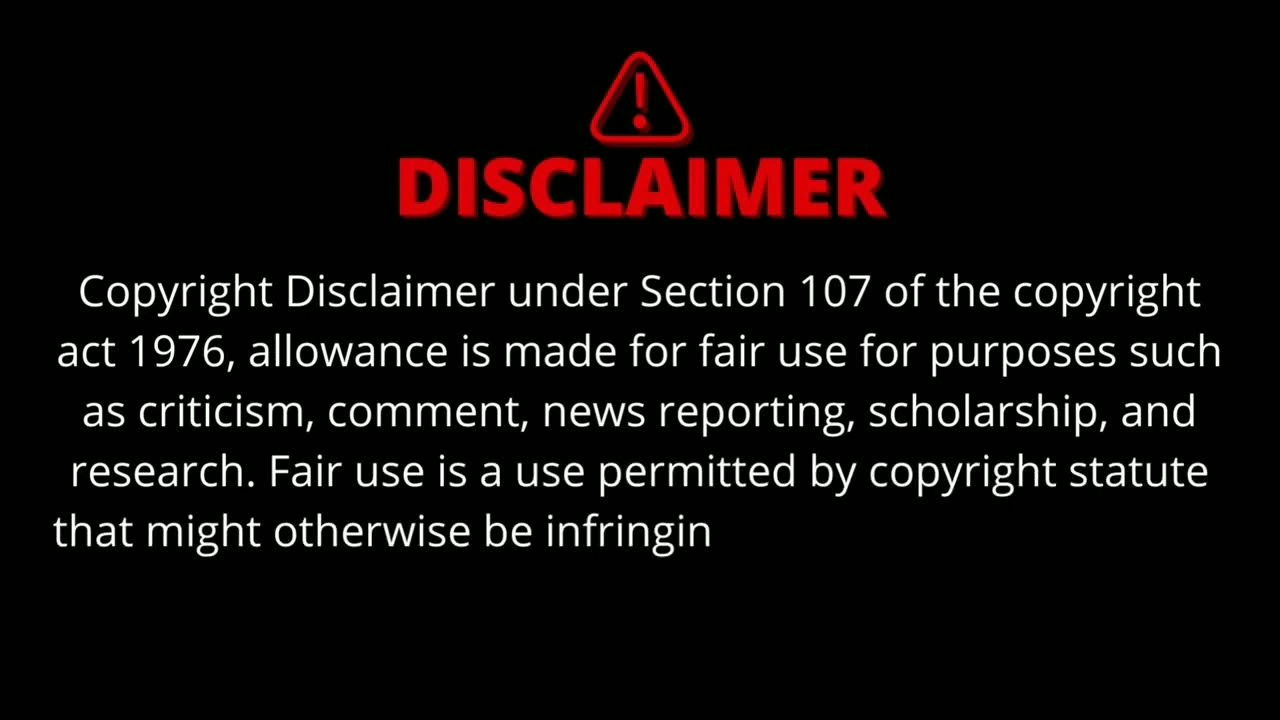 DISCLAIMER
Copyright Disclaimer under Section 107 of the copyright
act 1976, allowance is made for fair use for purposes such
as criticism, comment, news reporting, scholarship, and
research. Fair use is a use permitted by copyright statute
that might otherwise be infringin